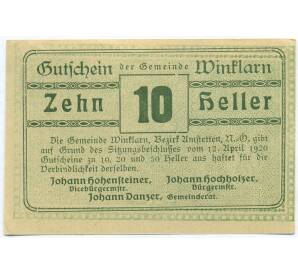 Gutschein der Gemeinde Winklarn
Zehn 10 Heller
Die Gemeinde Winklarn, Bezirk Amstetten, N.Ö, gibt
auf Grund des Sitzungsbeschlusses vom 12. April 1920
Gutscheine zu 10, 20 und 50 Heller aus haftet für die
Verbindlichkeit derselben.
Johann Hohensteiner, Johann Hochholzer,
Vicebürgermstr. Bürgermstr.
Johann Danzer, Gemeinderat.